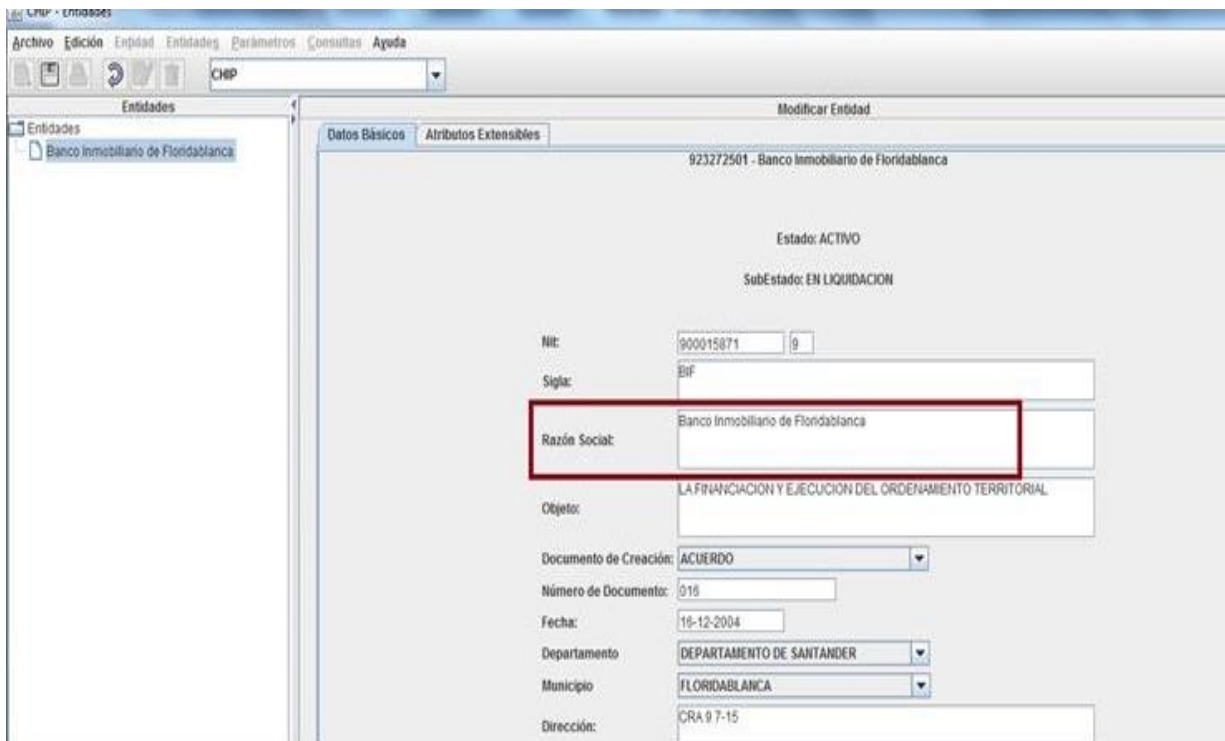 CHIP - Entidades
Archivo Edición Entidad Entidades Parámetros Consultas Ayuda
CHIP
Entidades
Modificar Entidad
Entidades
Banco Inmobiliario de Floridablanca
Datos Básicos Atributos Extensibles
923272501 - Banco Inmobiliario de Floridablanca
Estado: ACTIVO
SubEstado: EN LIQUIDACION
Nit: 900015871 9
Sigla: BIF
Razón Social: Banco Inmobiliario de Floridablanca
Objeto: LA FINANCIACION Y EJECUCION DEL ORDENAMIENTO TERRITORIAL
Documento de Creación: ACUERDO
Número de Documento: 016
Fecha: 16-12-2004
Departamento DEPARTAMENTO DE SANTANDER
Municipio FLORIDABLANCA
Dirección: CRA 9 7-15